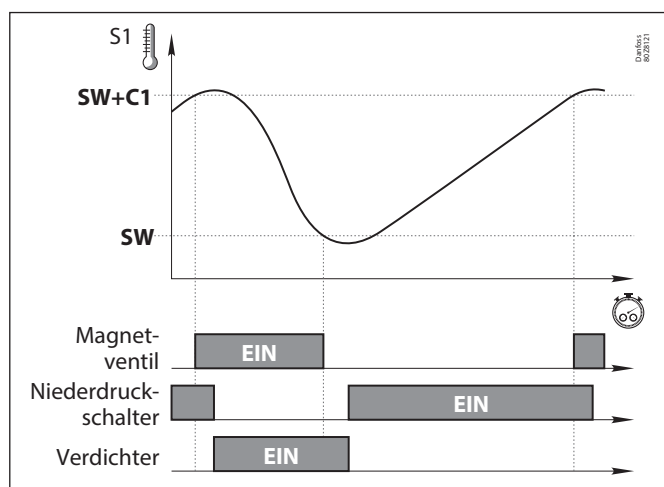 S1
Danfoss
80Z8121
SW+C1
SW
Magnet-
ventil
EIN
Niederdruck-
schalter
EIN
Verdichter
EIN